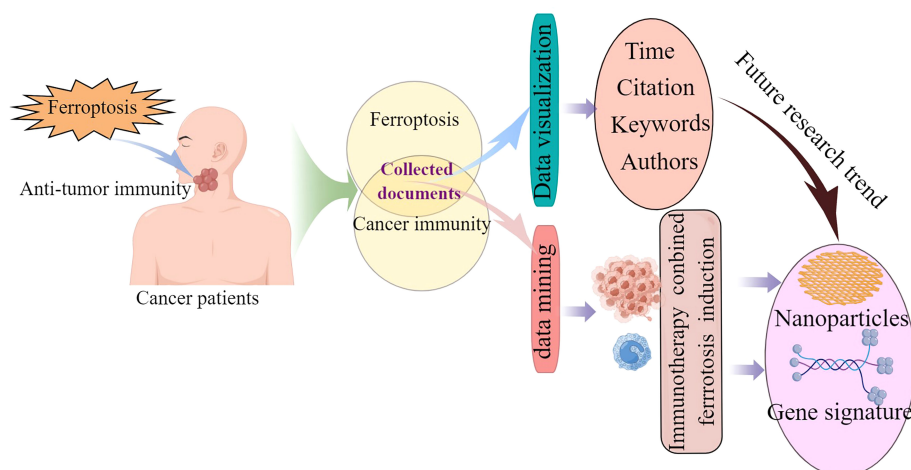 Ferroptosis
Anti-tumor immunity
Cancer patients
Ferroptosis
Collected
documents
Cancer immunity
Data visualization
data mining
Time
Citation
Keywords
Authors
Immunotherapy conbined
ferrrotosis induction
Future research trend
Nanoparticles
Gene signature